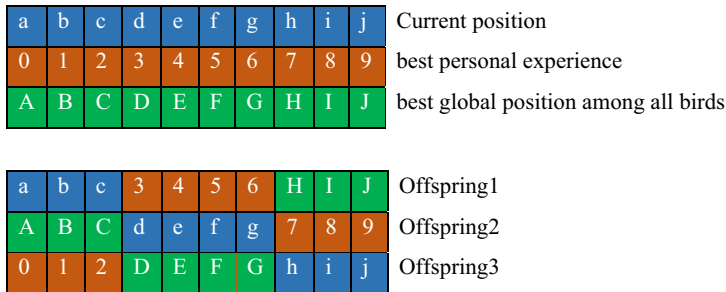 a b c d e f g h i j Current position
0 1 2 3 4 5 6 7 8 9 best personal experience
A B C D E F G H I J best global position among all birds
a b c 3 4 5 6 H I J Offspring1
A B C d e f g 7 8 9 Offspring2
0 1 2 D E F G h i j Offspring3